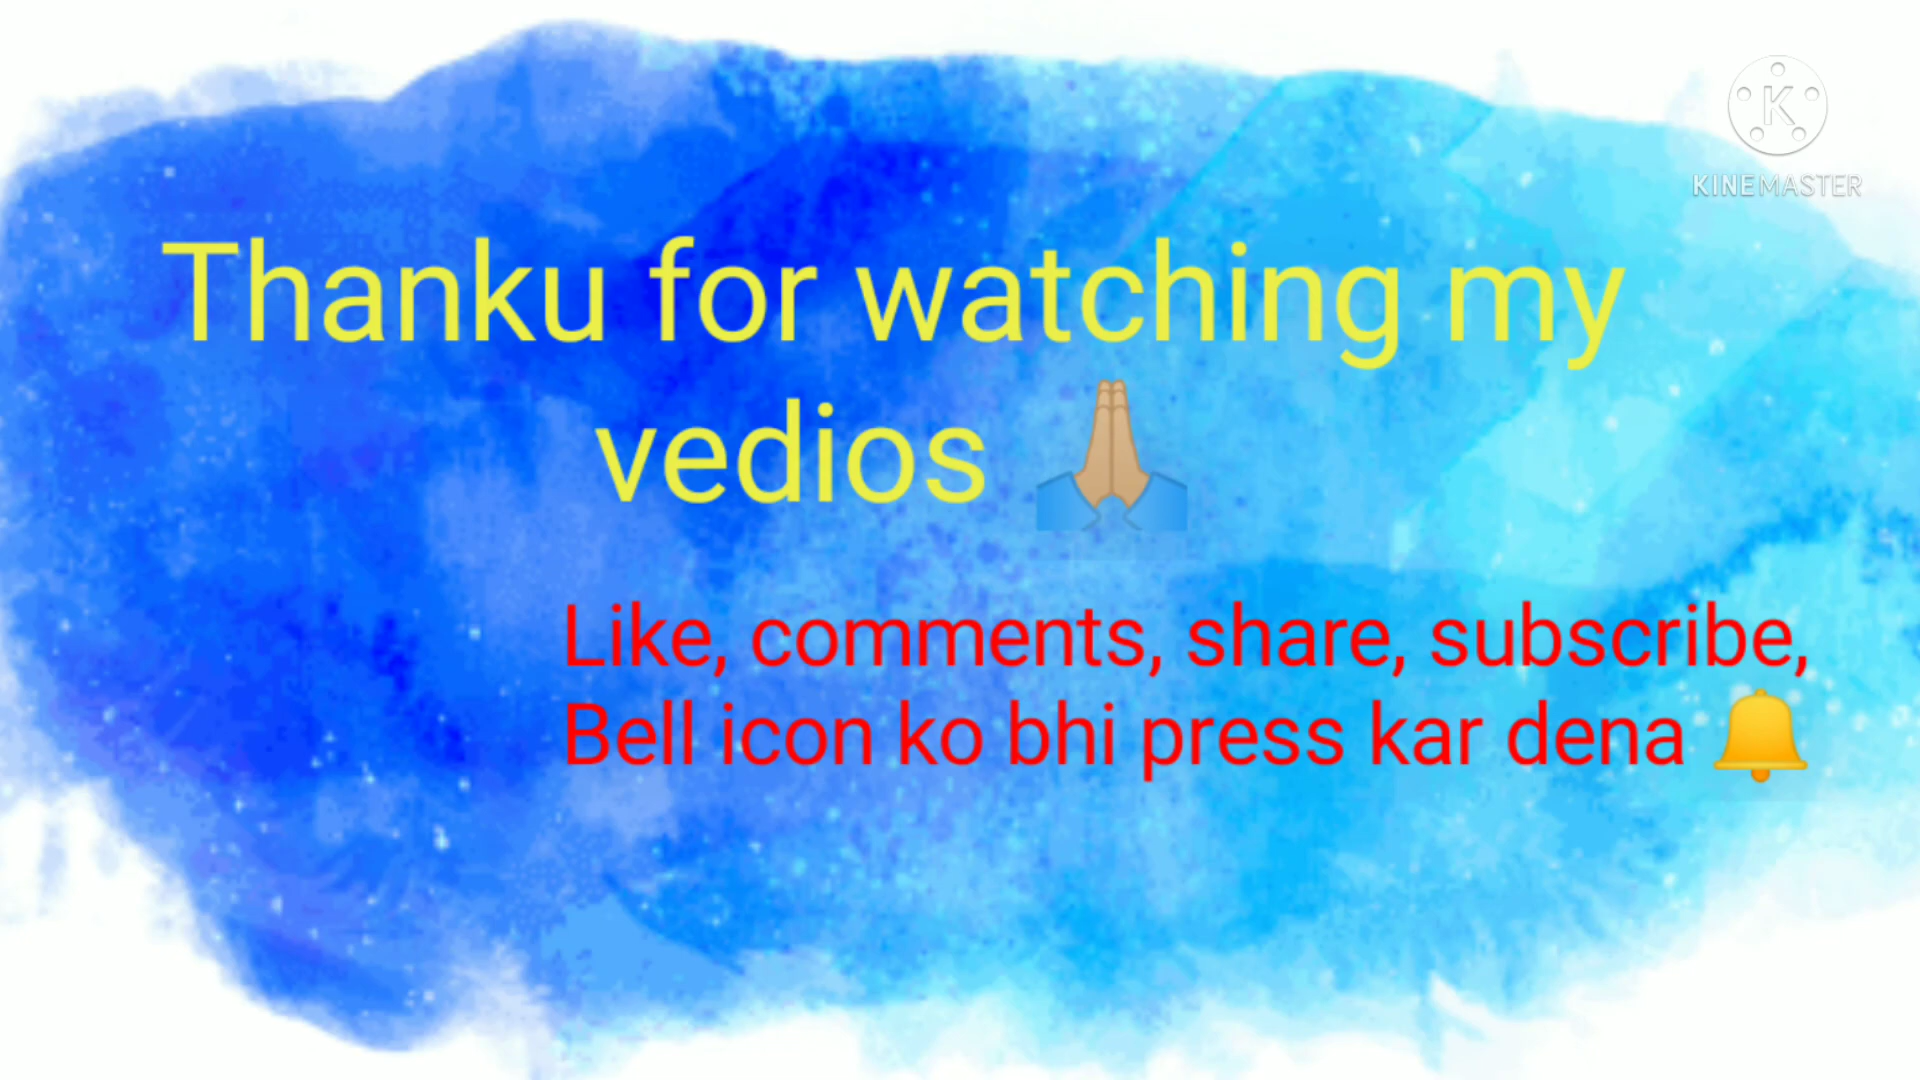 K
KINEMASTER
Thanku for watching my
vedios 🙏🏼
Like, comments, share, subscribe,
Bell icon ko bhi press kar dena 🔔